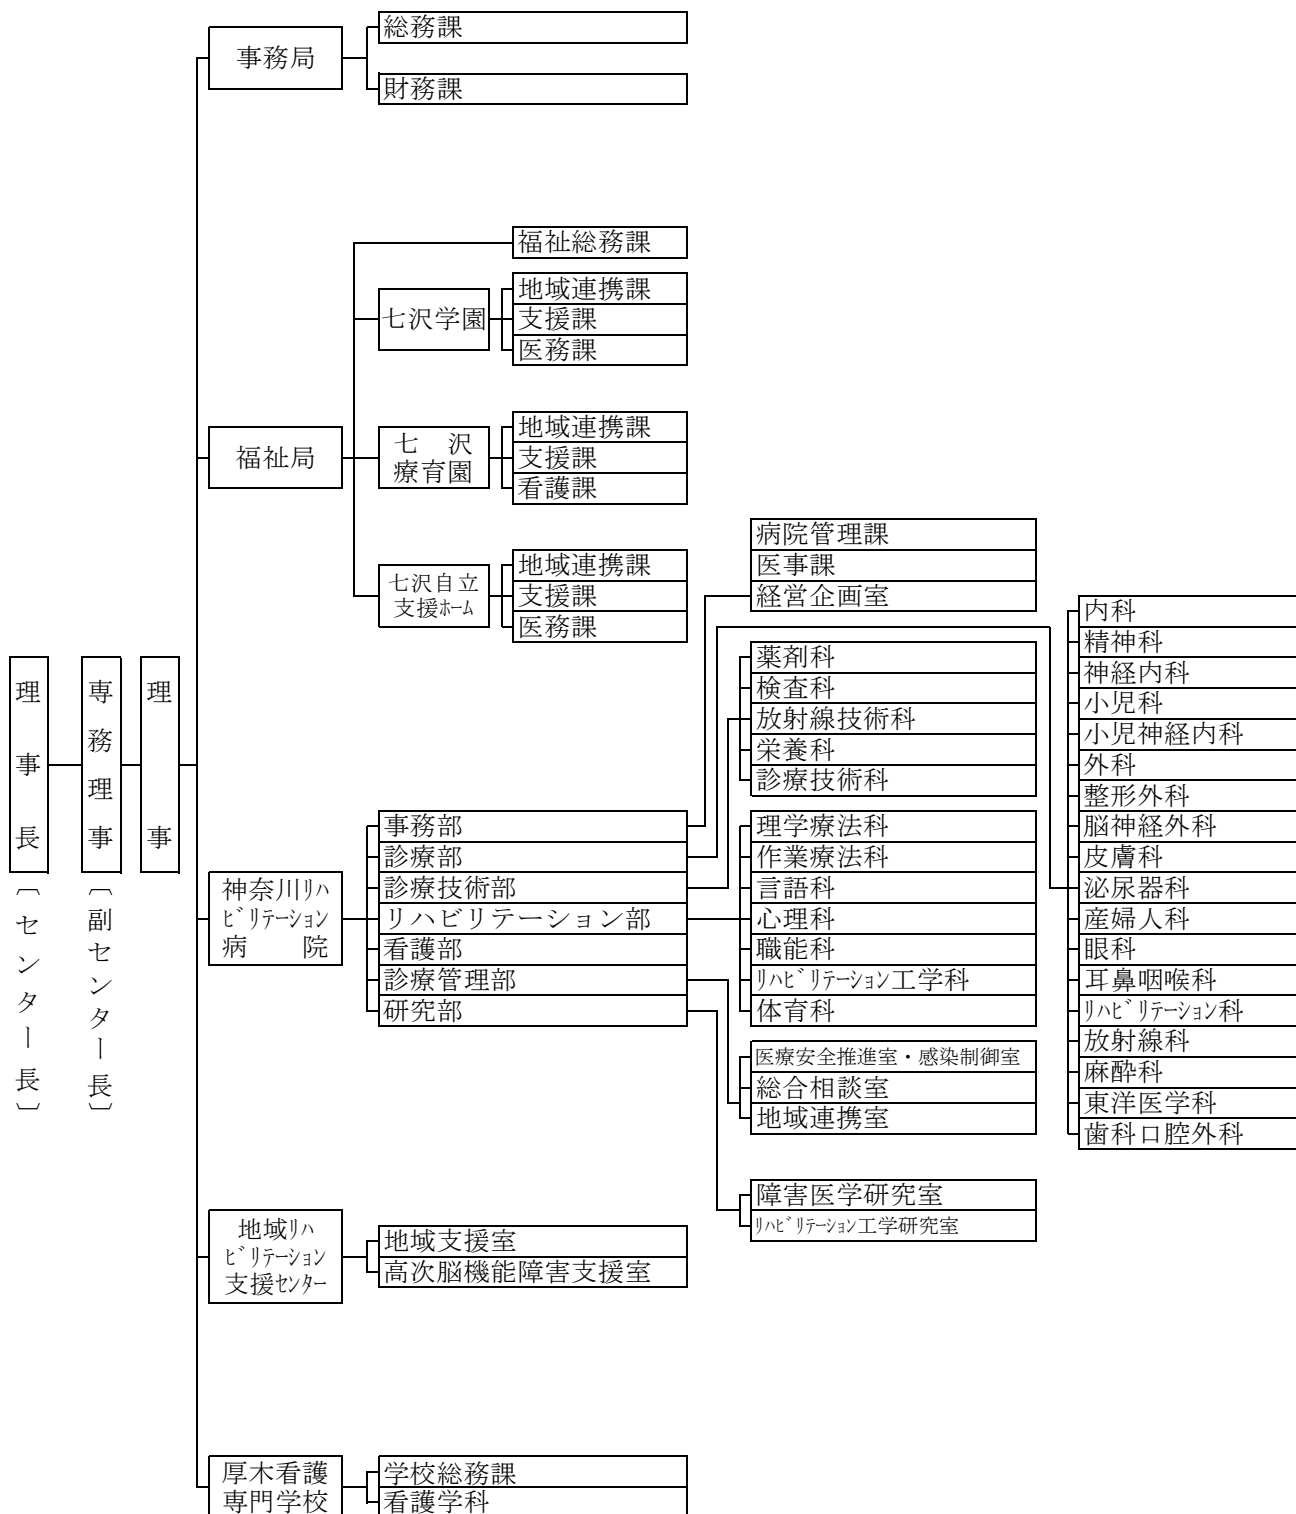 理事長
〔センター長〕
専務理事
〔副センター長〕
理事
事務局
総務課
財務課
福祉局
福祉総務課
七沢学園
地域連携課
支援課
医務課
七沢
療育園
地域連携課
支援課
看護課
七沢自立
支援ホーム
地域連携課
支援課
医務課
神奈川リハ
ビリテーション
病院
事務部
診療部
診療技術部
リハビリテーション部
看護部
診療管理部
研究部
病院管理課
医事課
経営企画室
薬剤科
検査科
放射線技術科
栄養科
診療技術科
理学療法科
作業療法科
言語科
心理科
職能科
リハビリテーション工学科
体育科
医療安全推進室・感染制御室
総合相談室
地域連携室
障害医学研究室
リハビリテーション工学研究室
内科
精神科
神経内科
小児科
小児神経内科
外科
整形外科
脳神経外科
皮膚科
泌尿器科
産婦人科
眼科
耳鼻咽喉科
リハビリテーション科
放射線科
麻酔科
東洋医学科
歯科口腔外科
地域リハ
ビリテーション
支援センター
地域支援室
高次脳機能障害支援室
厚木看護
専門学校
学校総務課
看護学科